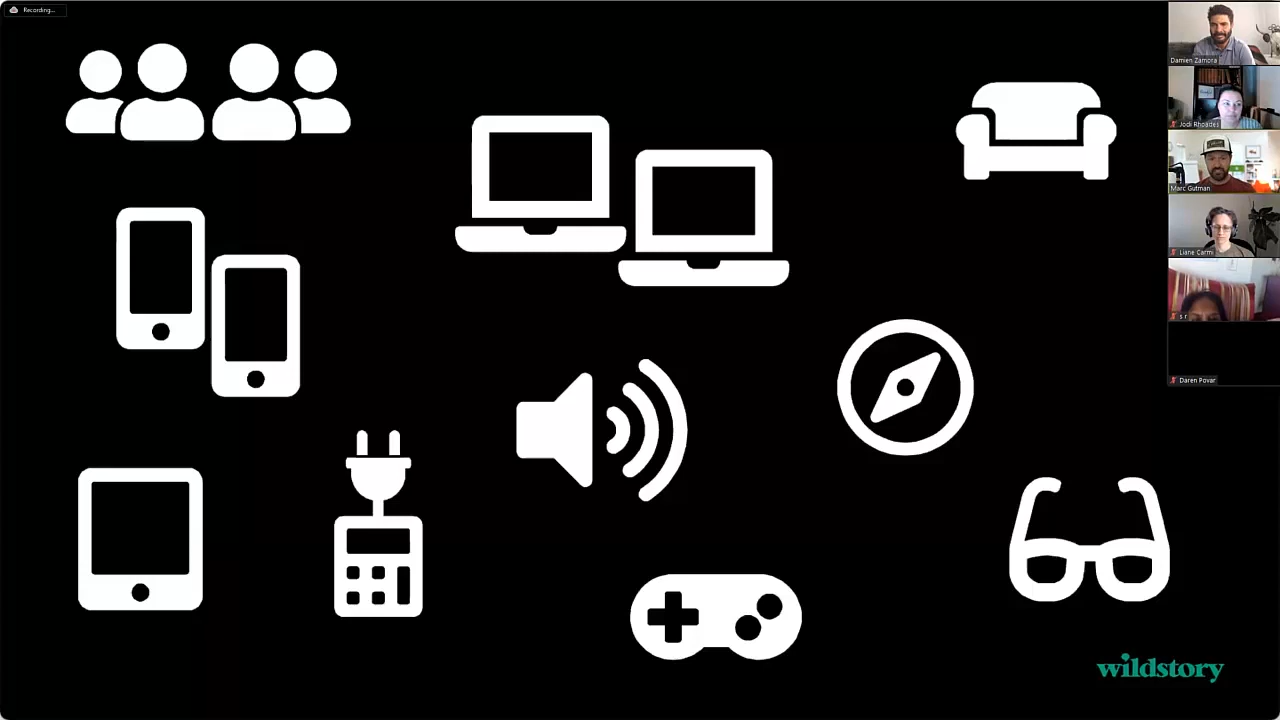 Recording...
Damien Zamora
Jodi Rhoades
Marc Gutman
Liane Carmi
s r
Daren Povar
wildstory